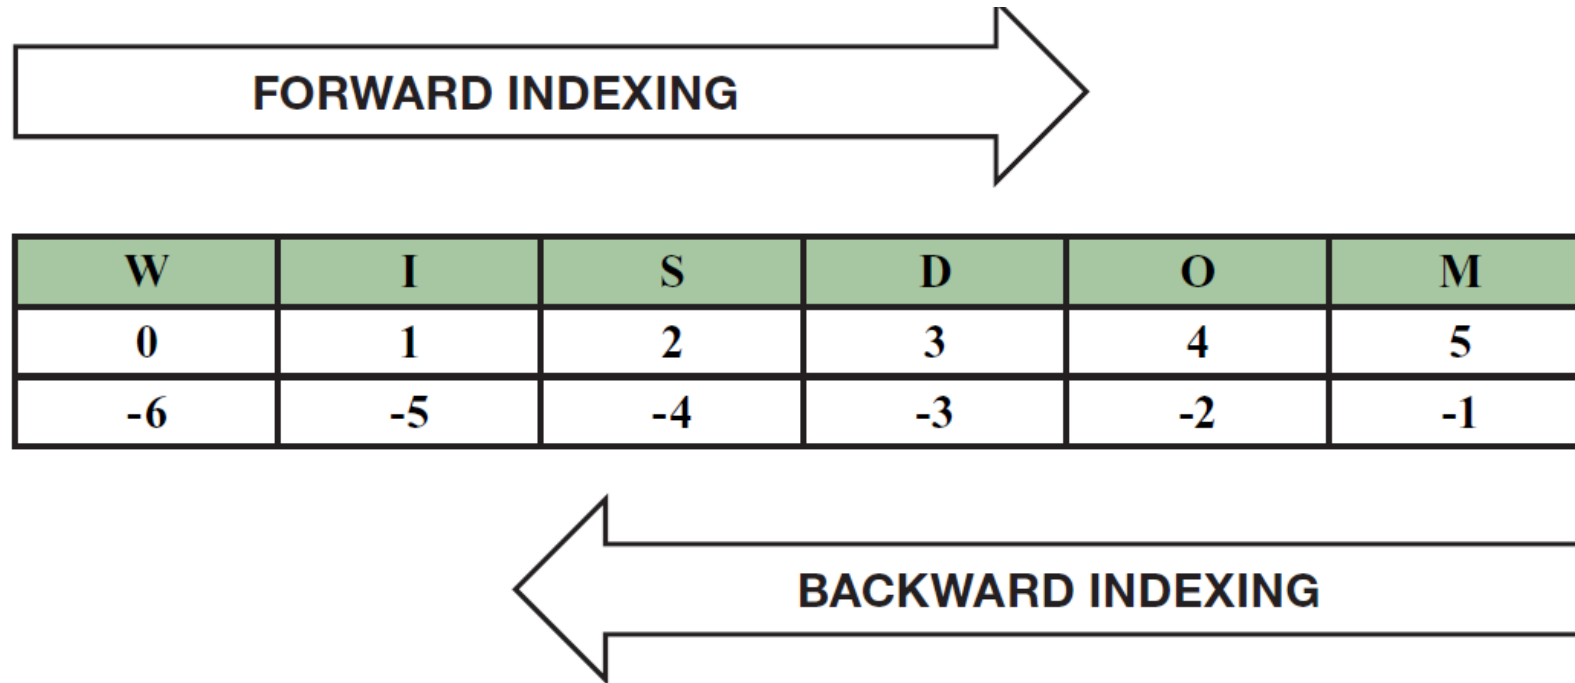 FORWARD INDEXING
W I S D O M
0 1 2 3 4 5
-6 -5 -4 -3 -2 -1
BACKWARD INDEXING